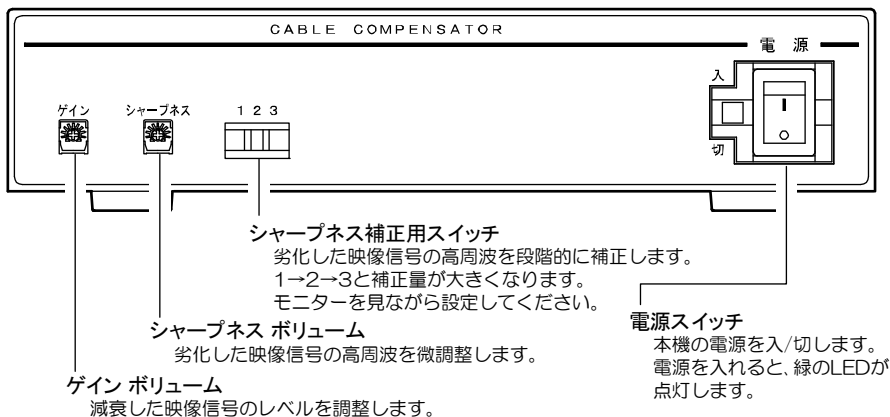 CABLE COMPENSATOR
電 源
入
ゲイン シャープネス 1 2 3
切
シャープネス補正用スイッチ
劣化した映像信号の高周波を段階的に補正します。
1→2→3と補正量が大きくなります。
モニターを見ながら設定してください。
シャープネス ボリューム
劣化した映像信号の高周波を微調整します。
ゲイン ボリューム
減衰した映像信号のレベルを調整します。
電源スイッチ
本機の電源を入/切します。
電源を入れると、緑のLEDが
点灯します。